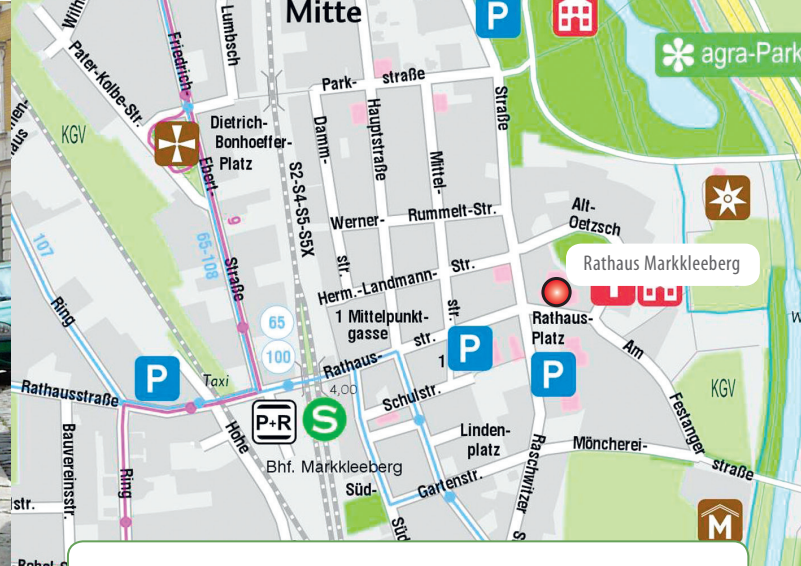 Mitte
P
agra-Park
Wilh
Lumbsch
Friedrich-
Pater-Kolbe-Str.
Park- straße
Straße
KGV
Dietrich-
Bonhoeffer-
Platz
Ebert-
Damm-
Hauptstraße
Mittel-
S2-S4-S5-S5X
Alt-
Oetzsch
Werner- Rummelt-Str.
9
65-108
107
Straße
str.
Rathaus Markkleeberg
Herm.-Landmann- Str.
Ring
65
1 Mittelpunkt-
gasse
str.
Rathaus-
Platz
100
str.
Am
P
Taxi
Rathaus-
1
P
P
Rathausstraße
4,00
KGV
Schulstr.
P+R
S
Festanger
Bauvereinsstr.
Hohe
Linden-
platz
Möncherei-
straße
Bhf. Markkleeberg
Ring
Süd-
Gartenstr.
Raschwitzer
str.
Süd
M